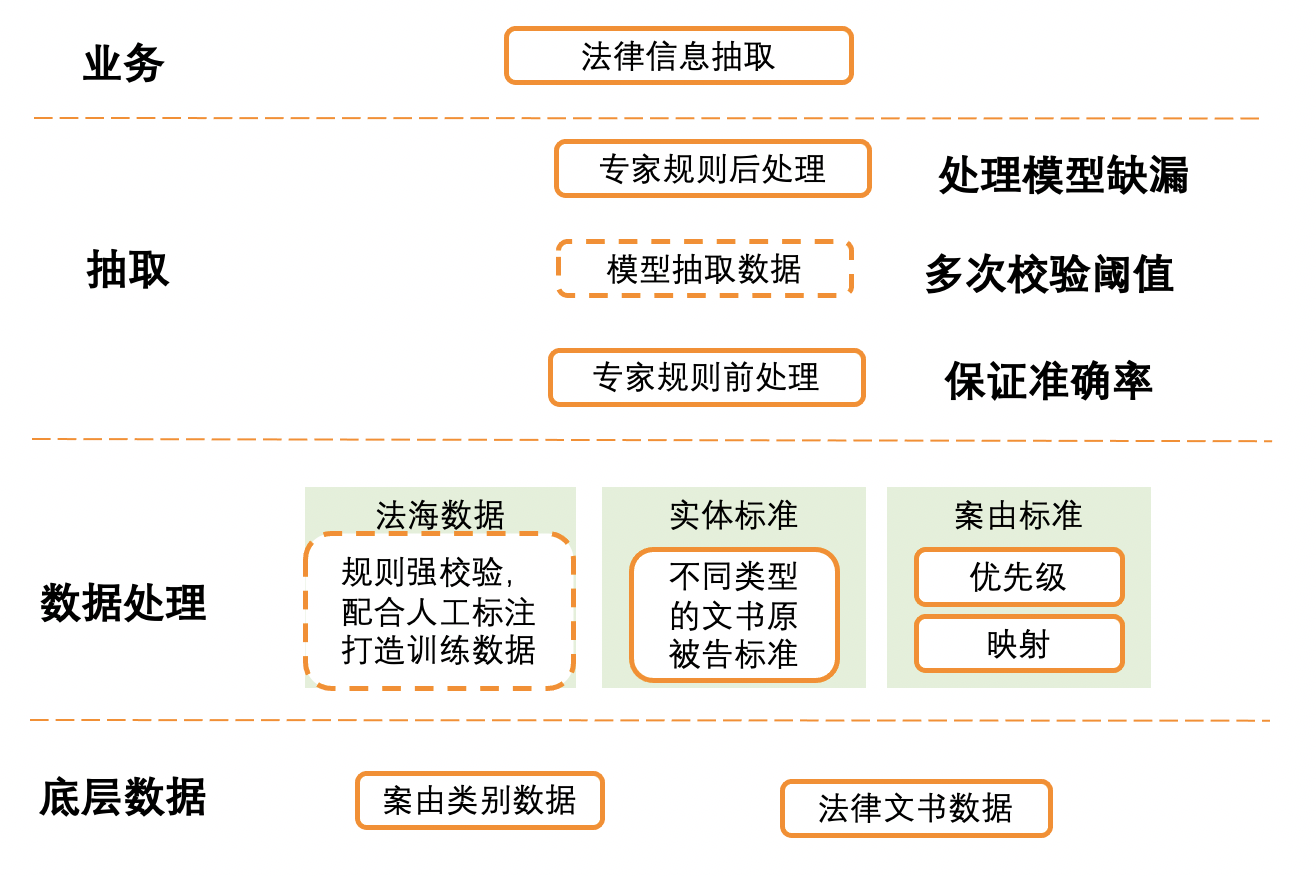 业务
法律信息抽取
专家规则后处理
处理模型缺漏
抽取
模型抽取数据
多次校验阈值
专家规则前处理
保证准确率
数据处理
法海数据
规则强校验,
配合人工标注
打造训练数据
实体标准
不同类型
的文书原
被告标准
案由标准
优先级
映射
底层数据
案由类别数据
法律文书数据